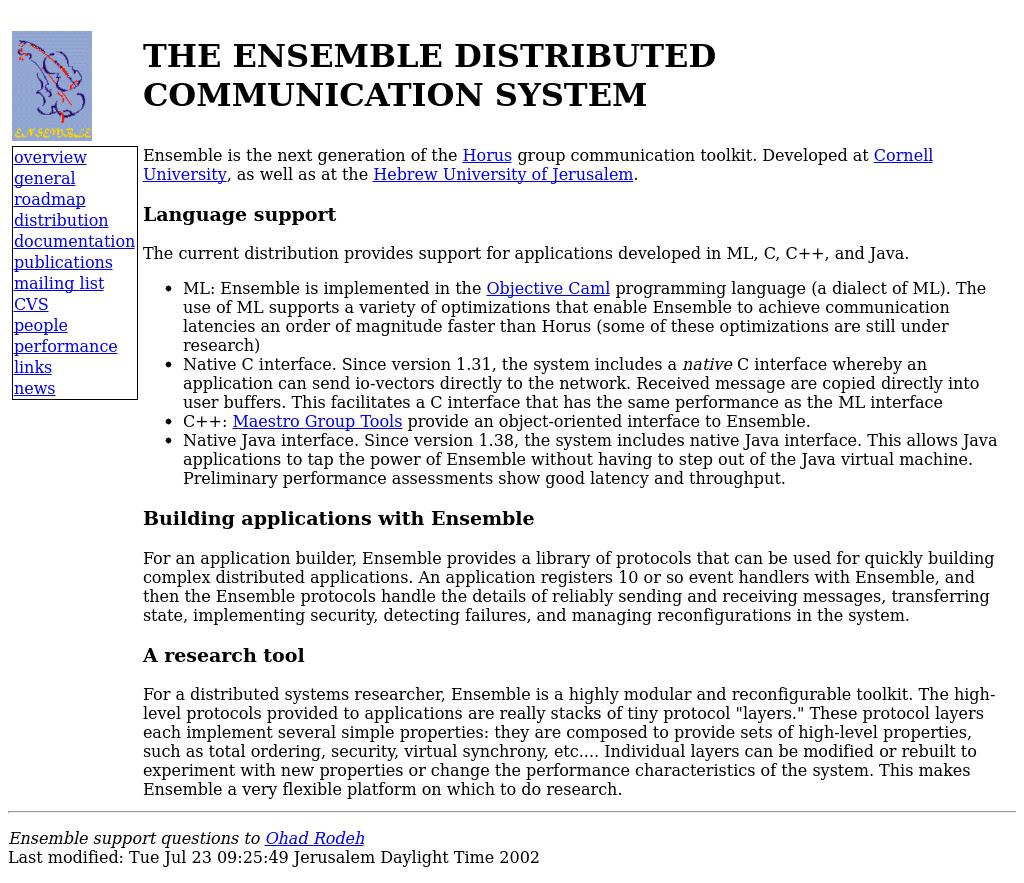 ENSEMBLE
THE ENSEMBLE DISTRIBUTED
COMMUNICATION SYSTEM
overview
general
roadmap
distribution
documentation
publications
mailing list
CVS
people
performance
links
news
Ensemble is the next generation of the Horus group communication toolkit. Developed at Cornell
University, as well as at the Hebrew University of Jerusalem.
Language support
The current distribution provides support for applications developed in ML, C, C++, and Java.
• ML: Ensemble is implemented in the Objective Caml programming language (a dialect of ML). The
use of ML supports a variety of optimizations that enable Ensemble to achieve communication
latencies an order of magnitude faster than Horus (some of these optimizations are still under
research)
• Native C interface. Since version 1.31, the system includes a native C interface whereby an
application can send io-vectors directly to the network. Received message are copied directly into
user buffers. This facilitates a C interface that has the same performance as the ML interface
• C++: Maestro Group Tools provide an object-oriented interface to Ensemble.
• Native Java interface. Since version 1.38, the system includes native Java interface. This allows Java
applications to tap the power of Ensemble without having to step out of the Java virtual machine.
Preliminary performance assessments show good latency and throughput.
Building applications with Ensemble
For an application builder, Ensemble provides a library of protocols that can be used for quickly building
complex distributed applications. An application registers 10 or so event handlers with Ensemble, and
then the Ensemble protocols handle the details of reliably sending and receiving messages, transferring
state, implementing security, detecting failures, and managing reconfigurations in the system.
A research tool
For a distributed systems researcher, Ensemble is a highly modular and reconfigurable toolkit. The high-
level protocols provided to applications are really stacks of tiny protocol "layers." These protocol layers
each implement several simple properties: they are composed to provide sets of high-level properties,
such as total ordering, security, virtual synchrony, etc.... Individual layers can be modified or rebuilt to
experiment with new properties or change the performance characteristics of the system. This makes
Ensemble a very flexible platform on which to do research.
Ensemble support questions to Ohad Rodeh
Last modified: Tue Jul 23 09:25:49 Jerusalem Daylight Time 2002